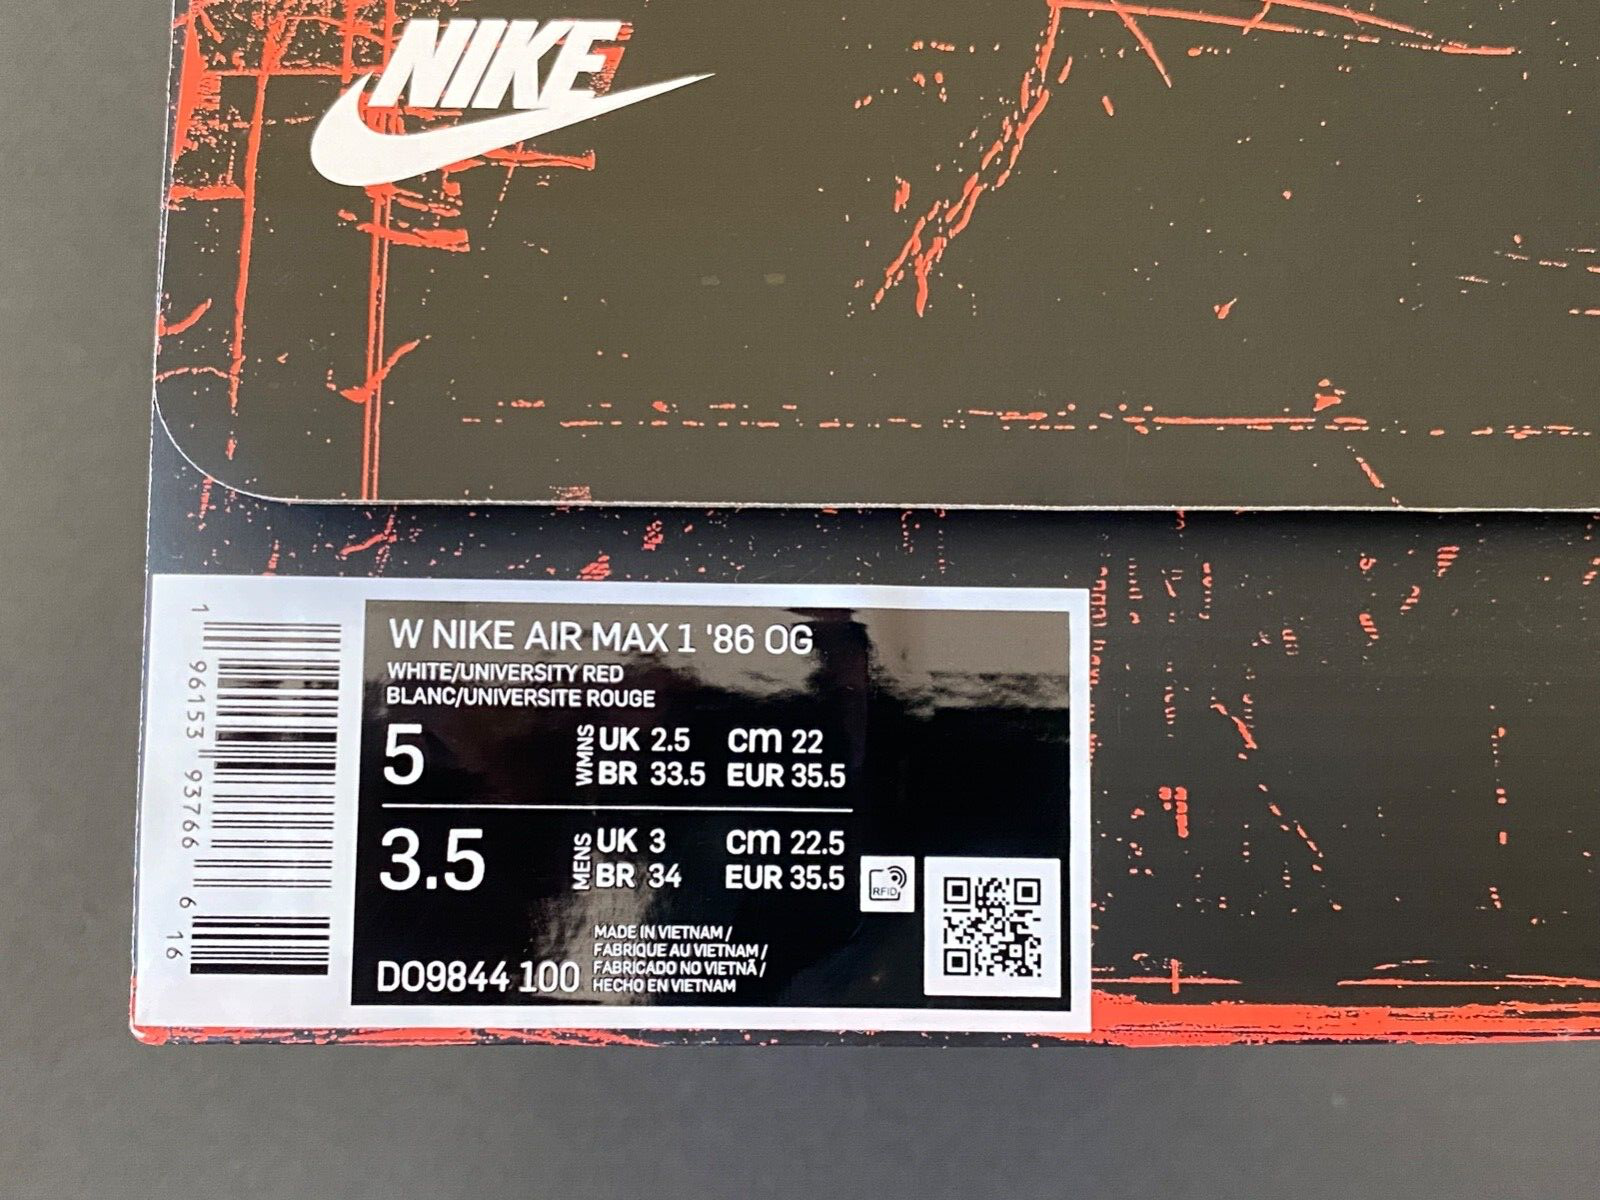 NIKE
W NIKE AIR MAX 1 '86 OG
WHITE/UNIVERSITY RED
BLANC/UNIVERSITE ROUGE
5 WMNS UK 2.5 cm 22
BR 33.5 EUR 35.5
3.5 MENS UK 3 cm 22.5
BR 34 EUR 35.5
RFID
MADE IN VIETNAM /
FABRIQUE AU VIETNAM /
FABRICADO NO VIETNÃ /
HECHO EN VIETNAM
DO9844 100
1 96153 93766 6 16